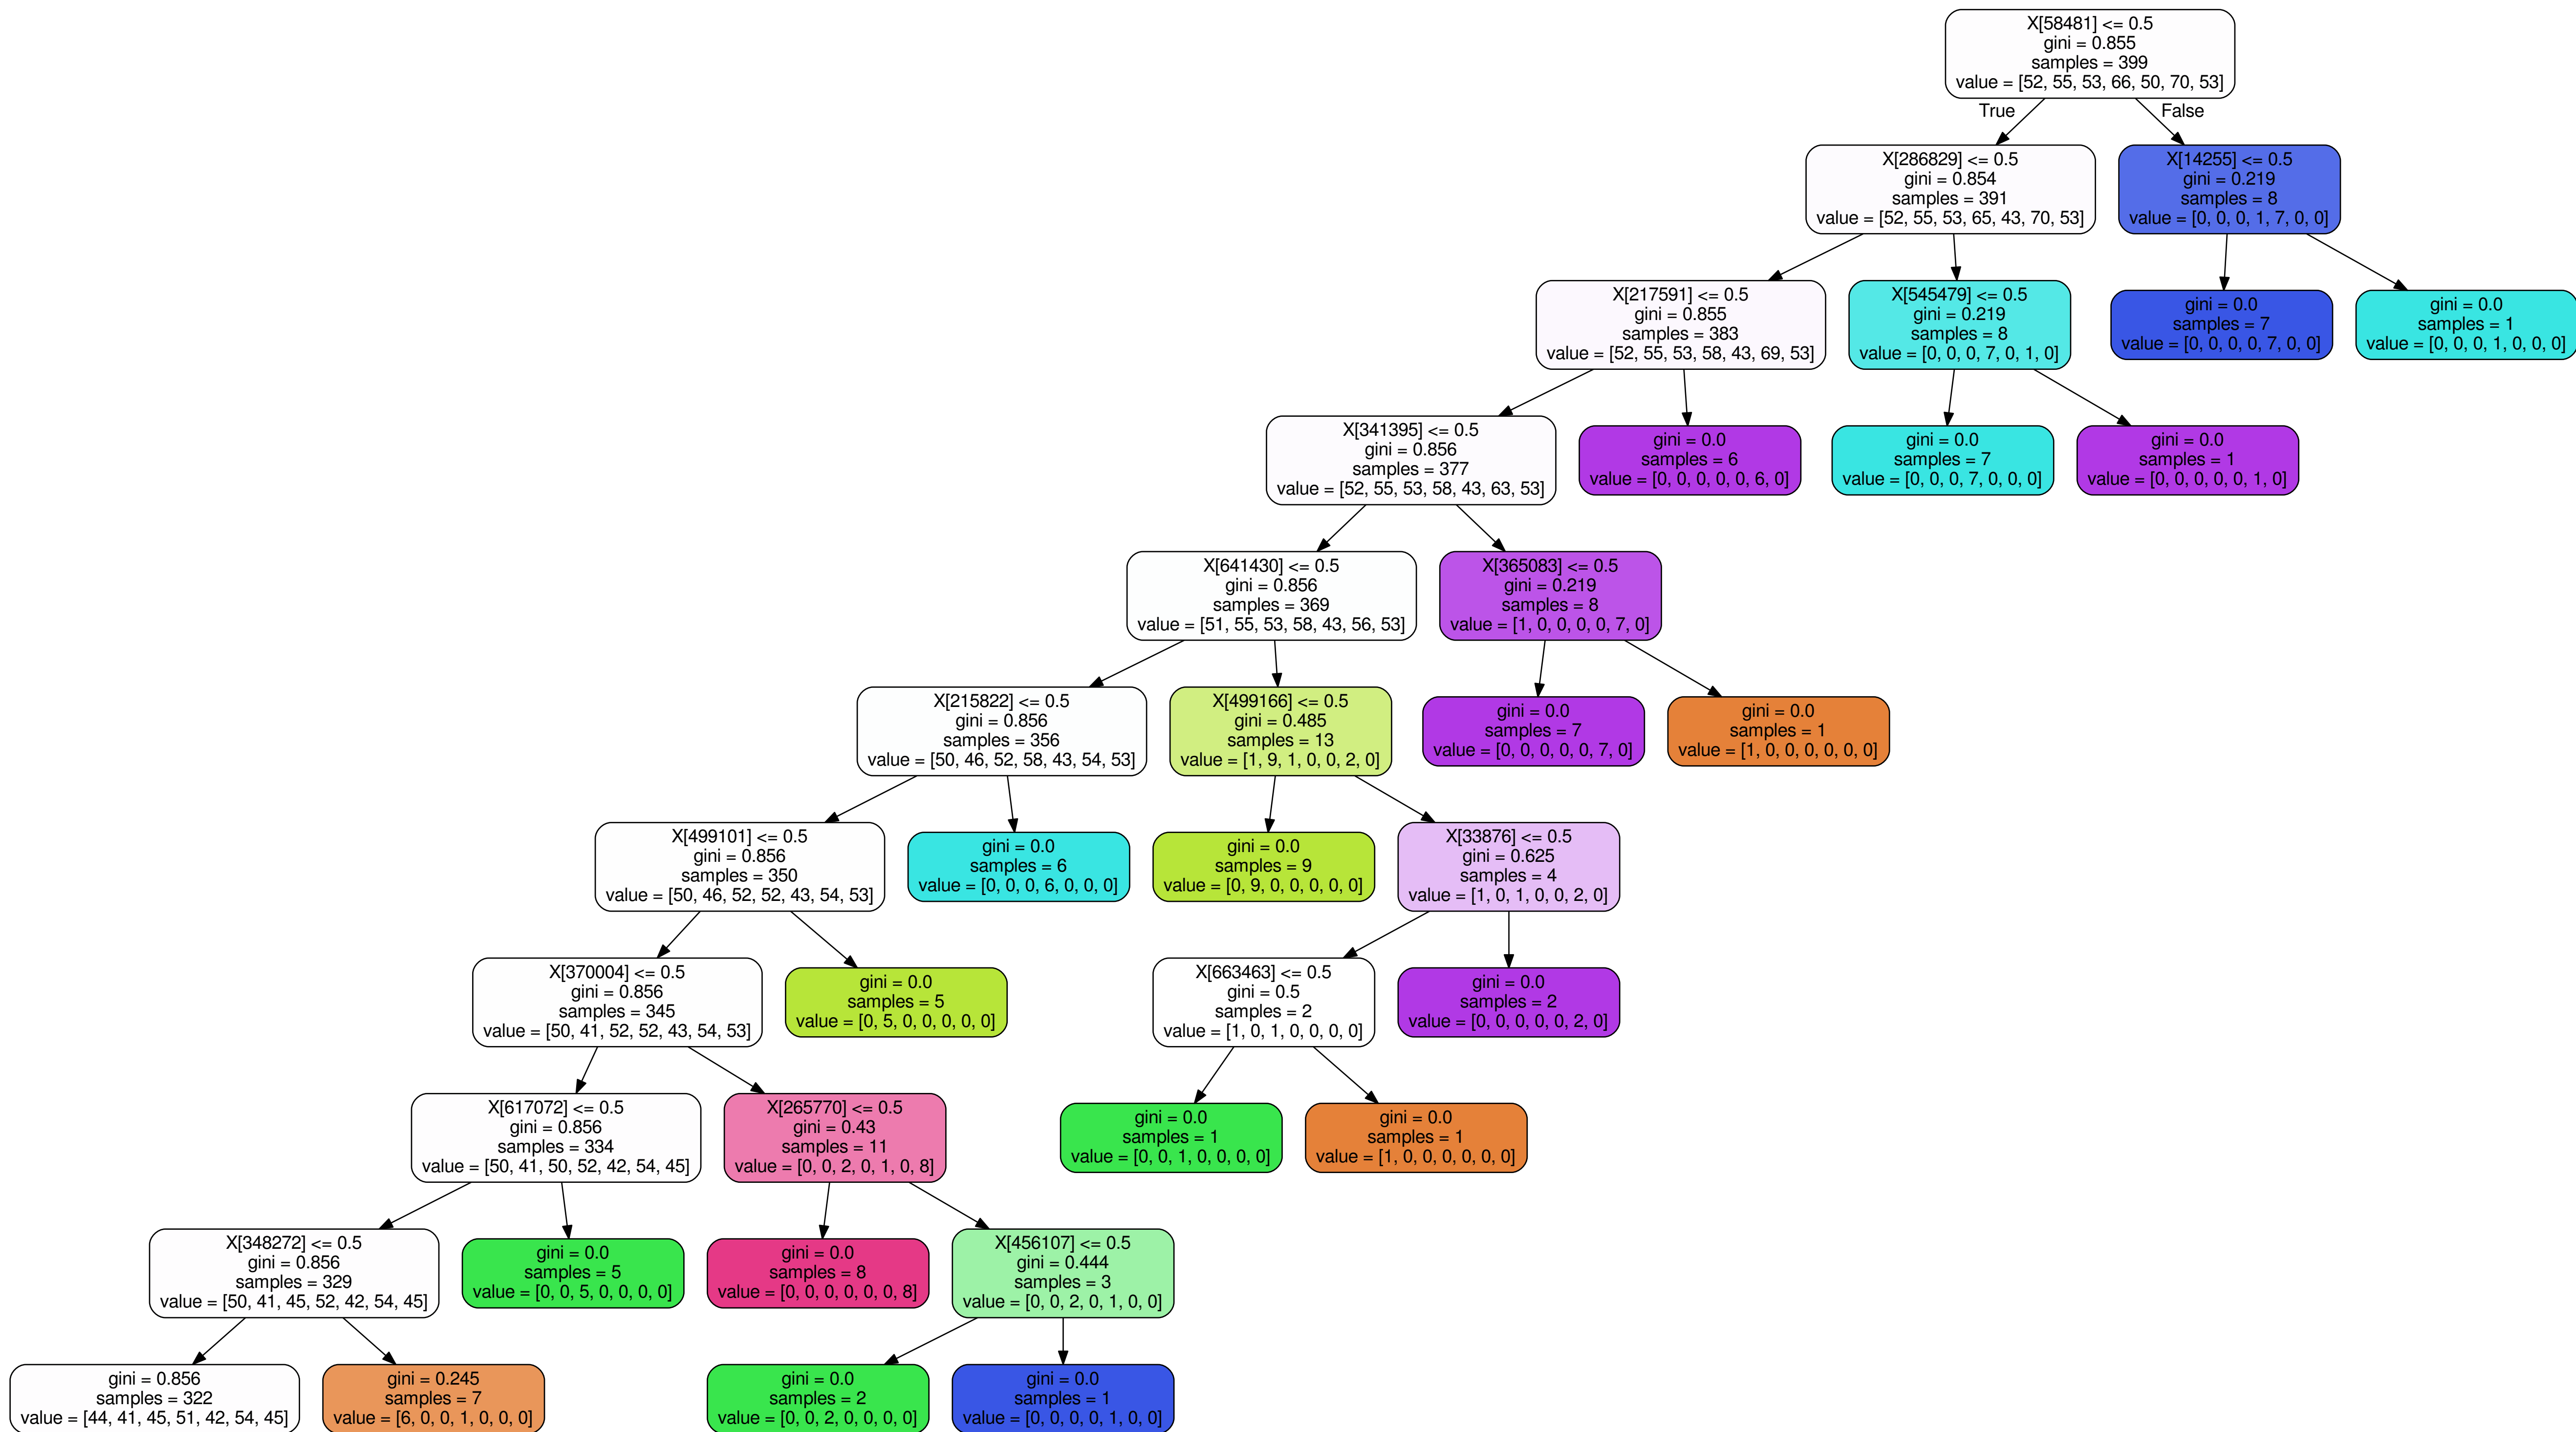 X[58481] <= 0.5
gini = 0.855
samples = 399
value = [52, 55, 53, 66, 50, 70, 53]
True
False
X[286829] <= 0.5
gini = 0.854
samples = 391
value = [52, 55, 53, 65, 43, 70, 53]
X[14255] <= 0.5
gini = 0.219
samples = 8
value = [0, 0, 0, 1, 7, 0, 0]
X[217591] <= 0.5
gini = 0.855
samples = 383
value = [52, 55, 53, 58, 43, 69, 53]
X[545479] <= 0.5
gini = 0.219
samples = 8
value = [0, 0, 0, 7, 0, 1, 0]
gini = 0.0
samples = 7
value = [0, 0, 0, 0, 7, 0, 0]
gini = 0.0
samples = 1
value = [0, 0, 0, 1, 0, 0, 0]
X[341395] <= 0.5
gini = 0.856
samples = 377
value = [52, 55, 53, 58, 43, 63, 53]
gini = 0.0
samples = 6
value = [0, 0, 0, 0, 0, 6, 0]
gini = 0.0
samples = 7
value = [0, 0, 0, 7, 0, 0, 0]
gini = 0.0
samples = 1
value = [0, 0, 0, 0, 0, 1, 0]
X[641430] <= 0.5
gini = 0.856
samples = 369
value = [51, 55, 53, 58, 43, 56, 53]
X[365083] <= 0.5
gini = 0.219
samples = 8
value = [1, 0, 0, 0, 0, 7, 0]
X[215822] <= 0.5
gini = 0.856
samples = 356
value = [50, 46, 52, 58, 43, 54, 53]
X[499166] <= 0.5
gini = 0.485
samples = 13
value = [1, 9, 1, 0, 0, 2, 0]
gini = 0.0
samples = 7
value = [0, 0, 0, 0, 0, 7, 0]
gini = 0.0
samples = 1
value = [1, 0, 0, 0, 0, 0, 0]
X[499101] <= 0.5
gini = 0.856
samples = 350
value = [50, 46, 52, 52, 43, 54, 53]
gini = 0.0
samples = 6
value = [0, 0, 0, 6, 0, 0, 0]
gini = 0.0
samples = 9
value = [0, 9, 0, 0, 0, 0, 0]
X[33876] <= 0.5
gini = 0.625
samples = 4
value = [1, 0, 1, 0, 0, 2, 0]
X[370004] <= 0.5
gini = 0.856
samples = 345
value = [50, 41, 52, 52, 43, 54, 53]
gini = 0.0
samples = 5
value = [0, 5, 0, 0, 0, 0, 0]
X[663463] <= 0.5
gini = 0.5
samples = 2
value = [1, 0, 1, 0, 0, 0, 0]
gini = 0.0
samples = 2
value = [0, 0, 0, 0, 0, 2, 0]
X[617072] <= 0.5
gini = 0.856
samples = 334
value = [50, 41, 50, 52, 42, 54, 45]
X[265770] <= 0.5
gini = 0.43
samples = 11
value = [0, 0, 2, 0, 1, 0, 8]
gini = 0.0
samples = 1
value = [0, 0, 1, 0, 0, 0, 0]
gini = 0.0
samples = 1
value = [1, 0, 0, 0, 0, 0, 0]
X[348272] <= 0.5
gini = 0.856
samples = 329
value = [50, 41, 45, 52, 42, 54, 45]
gini = 0.0
samples = 5
value = [0, 0, 5, 0, 0, 0, 0]
gini = 0.0
samples = 8
value = [0, 0, 0, 0, 0, 0, 8]
X[456107] <= 0.5
gini = 0.444
samples = 3
value = [0, 0, 2, 0, 1, 0, 0]
gini = 0.856
samples = 322
value = [44, 41, 45, 51, 42, 54, 45]
gini = 0.245
samples = 7
value = [6, 0, 0, 1, 0, 0, 0]
gini = 0.0
samples = 2
value = [0, 0, 2, 0, 0, 0, 0]
gini = 0.0
samples = 1
value = [0, 0, 0, 0, 1, 0, 0]